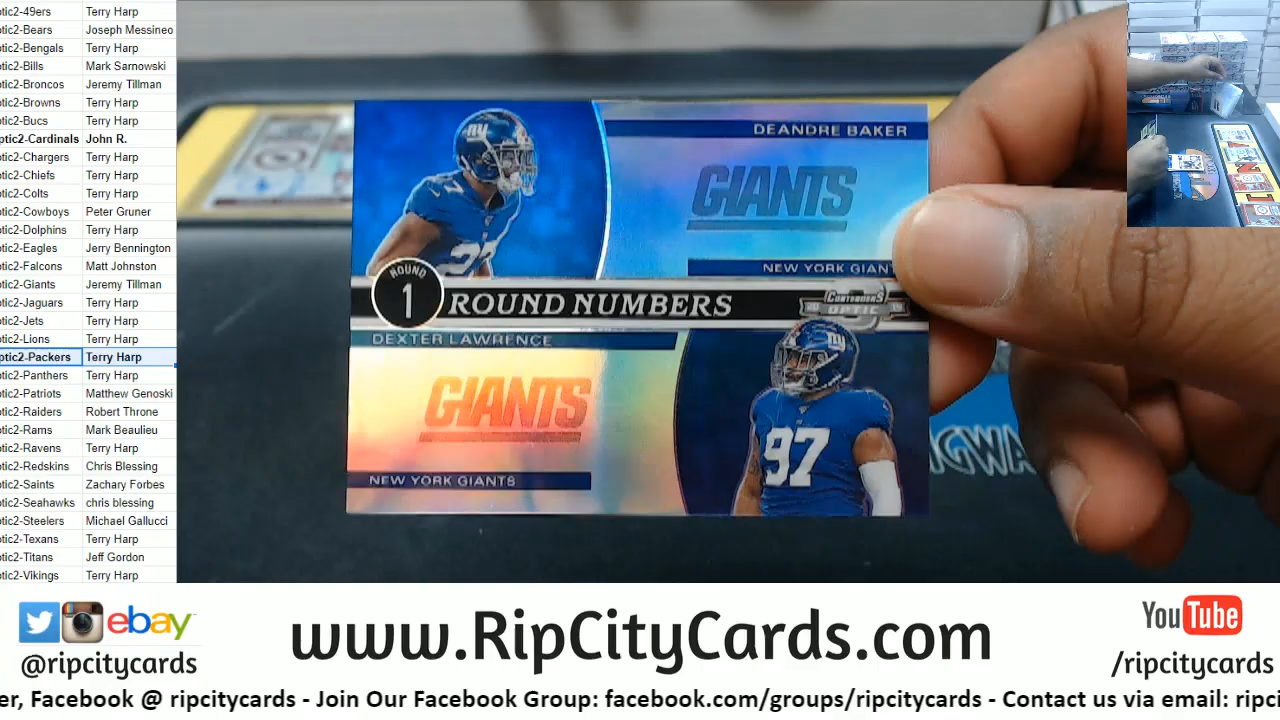 ptic2-49ers Terry Harp
ptic2-Bears Joseph Messineo
ptic2-Bengals Terry Harp
ptic2-Bills Mark Sarnowski
ptic2-Broncos Jeremy Tillman
ptic2-Browns Terry Harp
ptic2-Bucs Terry Harp
ptic2-Cardinals John R.
ptic2-Chargers Terry Harp
ptic2-Chiefs Terry Harp
ptic2-Colts Terry Harp
ptic2-Cowboys Peter Gruner
ptic2-Dolphins Terry Harp
ptic2-Eagles Jerry Bennington
ptic2-Falcons Matt Johnston
ptic2-Giants Jeremy Tillman
ptic2-Jaguars Terry Harp
ptic2-Jets Terry Harp
ptic2-Lions Terry Harp
ptic2-Packers Terry Harp
ptic2-Panthers Terry Harp
ptic2-Patriots Matthew Genoski
ptic2-Raiders Robert Throne
ptic2-Rams Mark Beaulieu
ptic2-Ravens Terry Harp
ptic2-Redskins Chris Blessing
ptic2-Saints Zachary Forbes
ptic2-Seahawks chris blessing
ptic2-Steelers Michael Gallucci
ptic2-Texans Terry Harp
ptic2-Titans Jeff Gordon
ptic2-Vikings Terry Harp
DEANDRE BAKER
GIANTS
NEW YORK GIANT
ny
27
ROUND
1
ROUND NUMBERS
CONTENDERS
20 OPTIC 19
DEXTER LAWRENCE
GIANTS
NEW YORK GIANTS
ny
97
ebay
@ripcitycards
www.RipCityCards.com
YouTube
/ripcitycards
er, Facebook @ ripcitycards - Join Our Facebook Group: facebook.com/groups/ripcitycards - Contact us via email: ripci